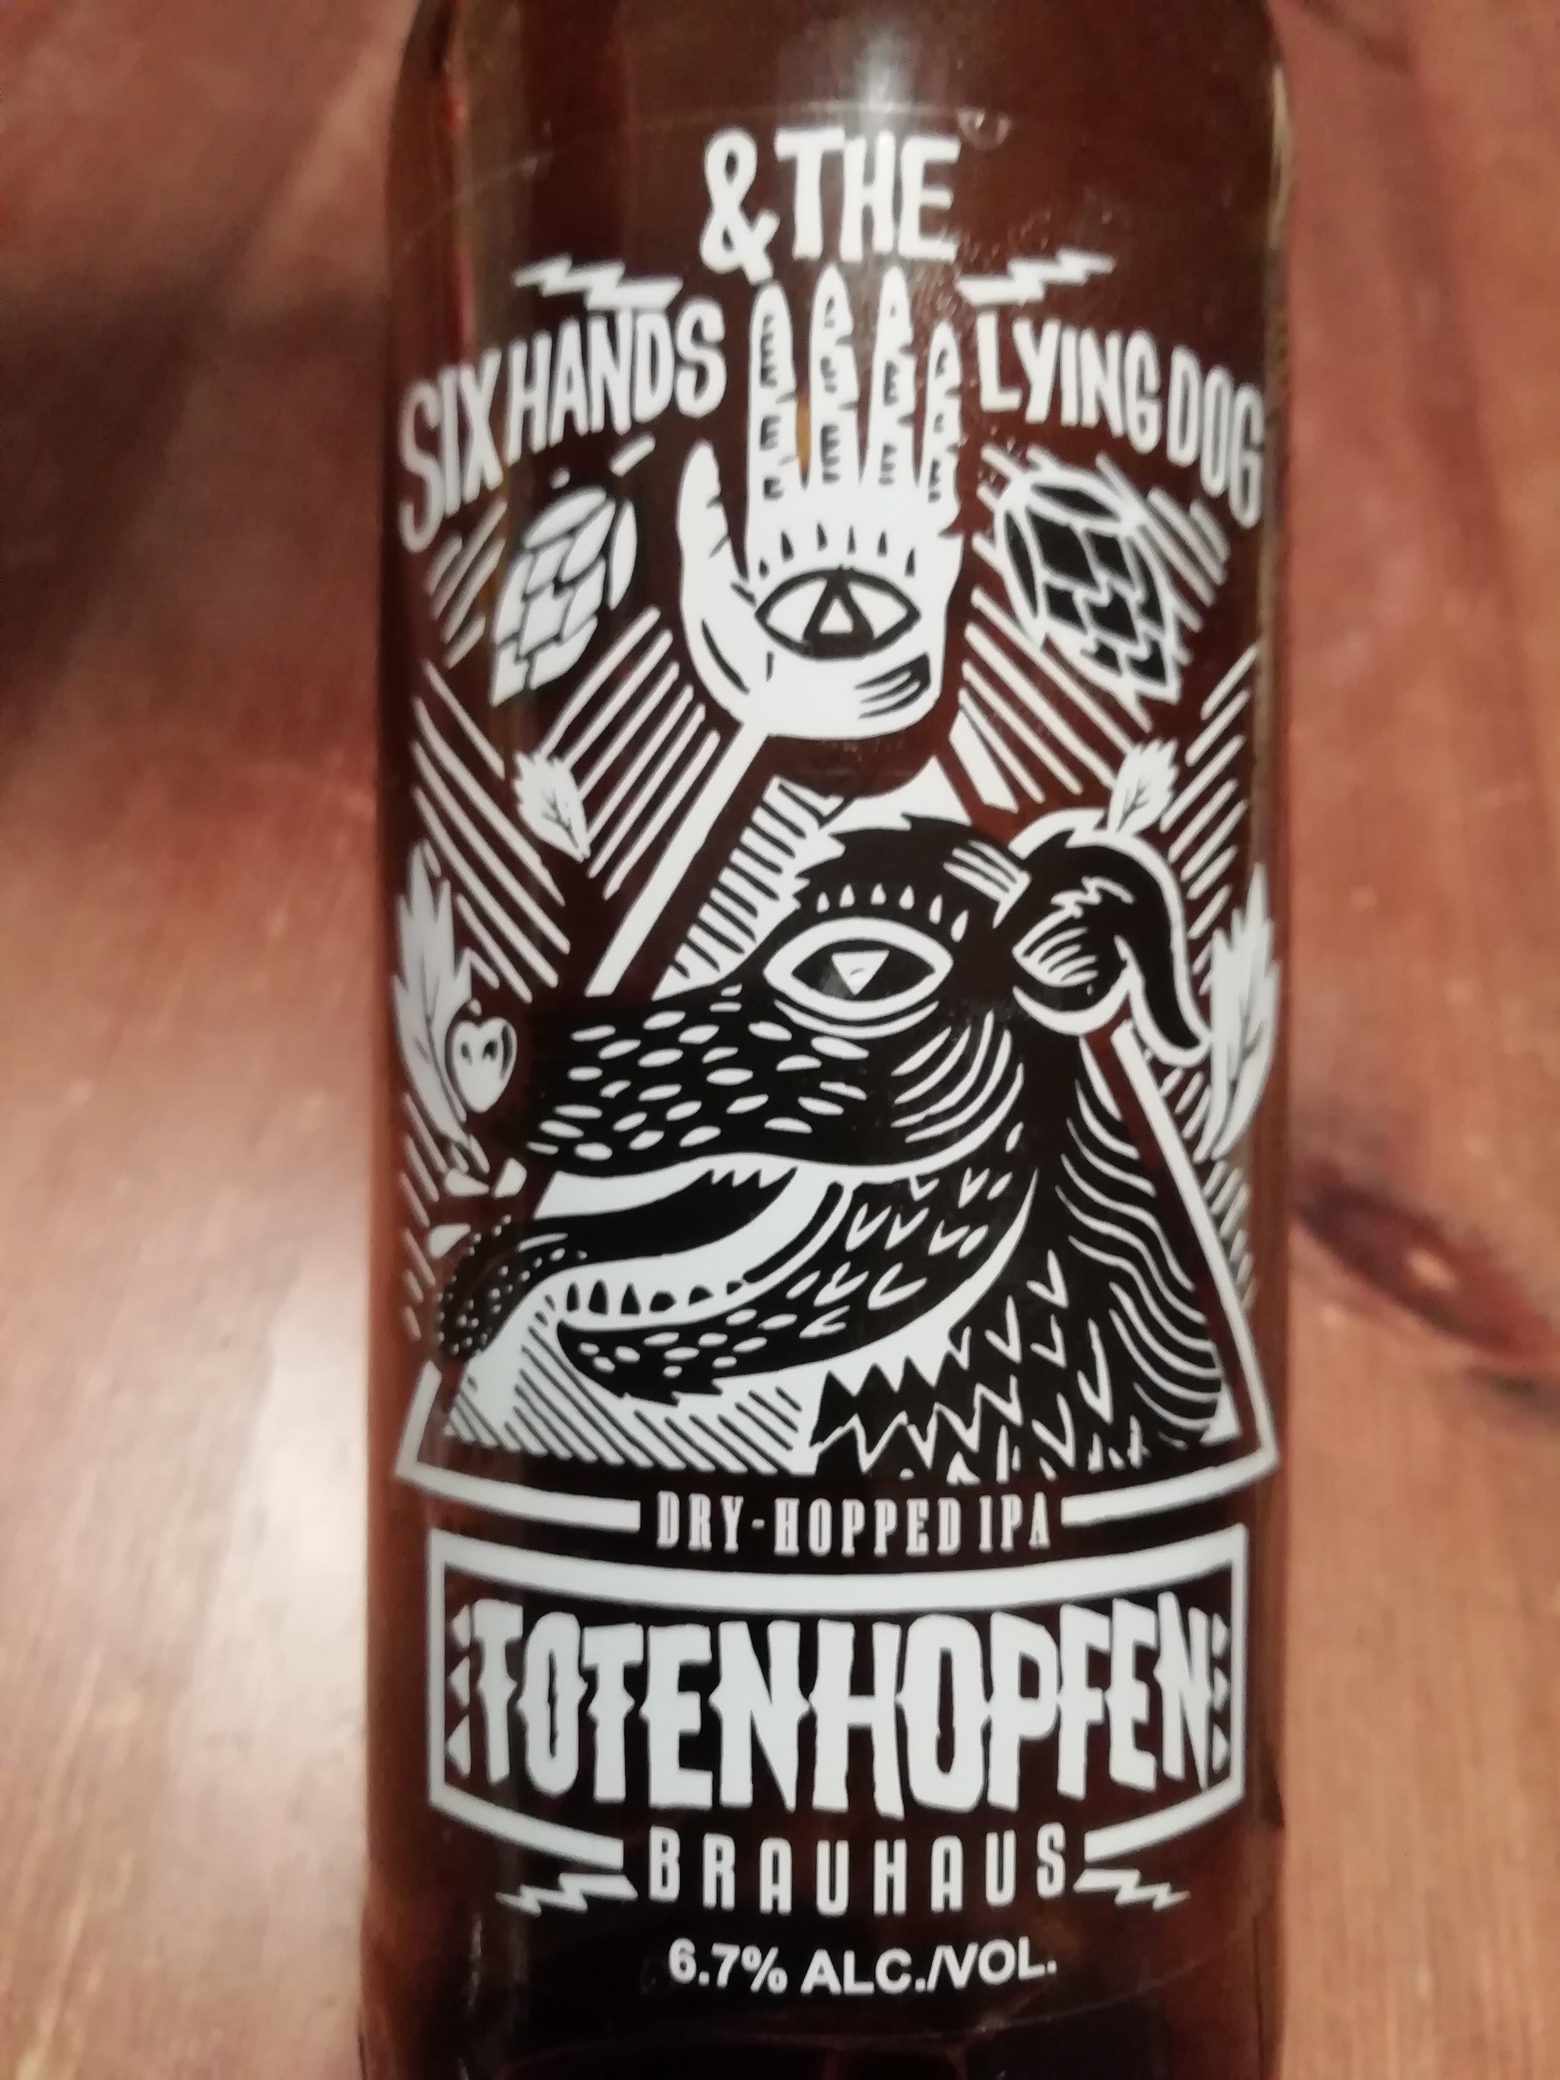 & THE
SIX HANDS LYING DOG
DRY-HOPPED IPA
TOTENHOPFEN
BRAUHAUS
6.7% ALC./VOL.